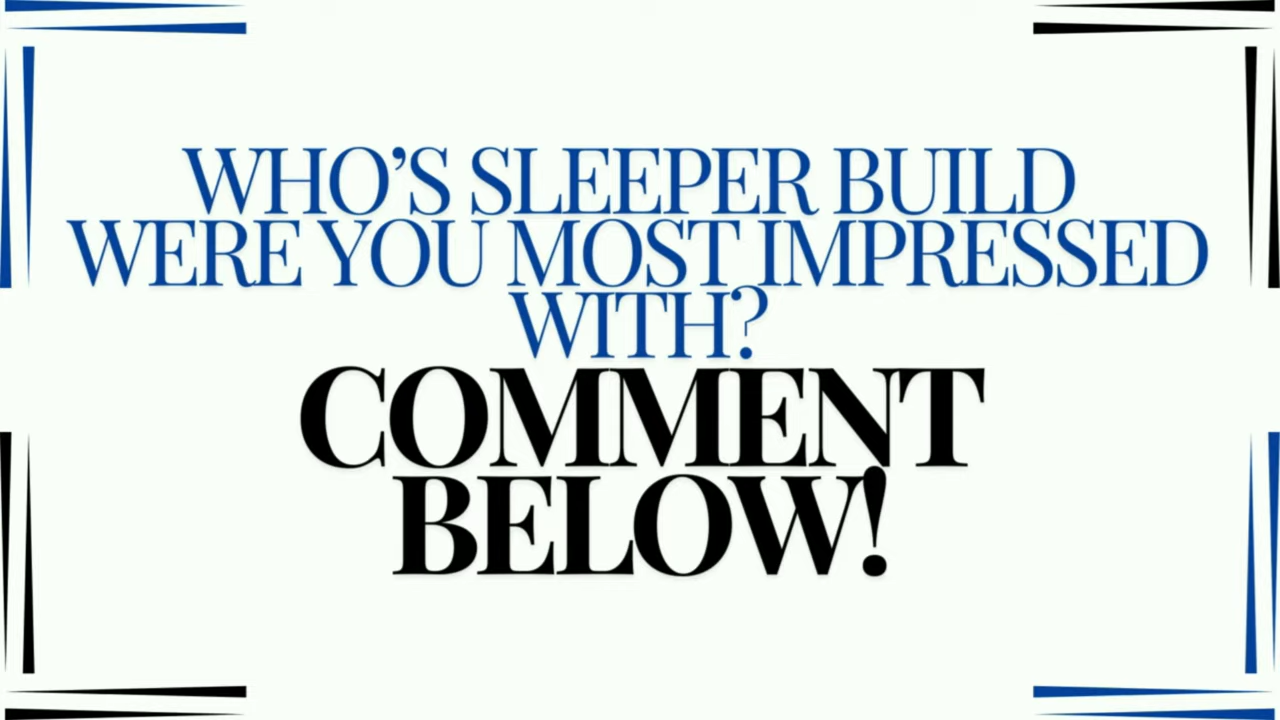 WHO’S SLEEPER BUILD
WERE YOU MOST IMPRESSED
WITH?
COMMENT
BELOW!